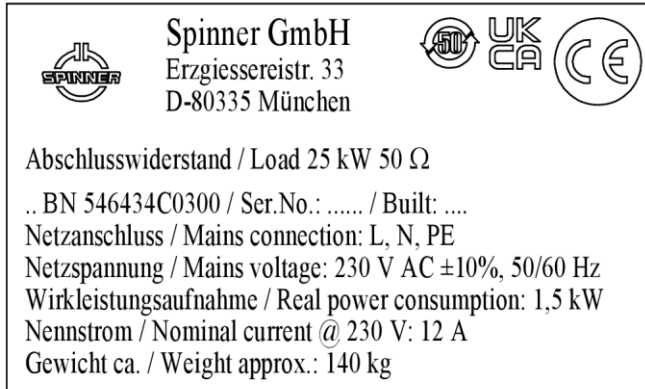 SPINNER
Spinner GmbH
Erzgiessereistr. 33
D-80335 München
50
UK
CA
CE
Abschlusswiderstand / Load 25 kW 50 Ω
.. BN 546434C0300 / Ser.No.: ...... / Built: ....
Netzanschluss / Mains connection: L, N, PE
Netzspannung / Mains voltage: 230 V AC ±10%, 50/60 Hz
Wirkleistungsaufnahme / Real power consumption: 1,5 kW
Nennstrom / Nominal current @ 230 V: 12 A
Gewicht ca. / Weight approx.: 140 kg